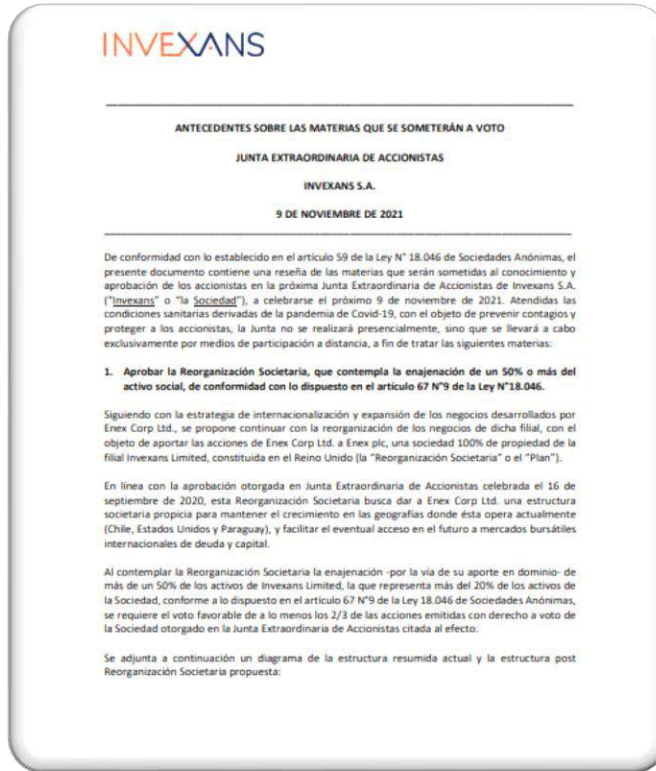 INVEXANS
ANTECEDENTES SOBRE LAS MATERIAS QUE SE SOMETERÁN A VOTO
JUNTA EXTRAORDINARIA DE ACCIONISTAS
INVEXANS S.A.
9 DE NOVIEMBRE DE 2021
De conformidad con lo establecido en el artículo 59 de la Ley N° 18.046 de Sociedades Anónimas, el
presente documento contiene una reseña de las materias que serán sometidas al conocimiento y
aprobación de los accionistas en la próxima Junta Extraordinaria de Accionistas de Invexans S.A.
("Invexans" o "la Sociedad"), a celebrarse el próximo 9 de noviembre de 2021. Atendidas las
condiciones sanitarias derivadas de la pandemia de Covid-19, con el objeto de prevenir contagios y
proteger a los accionistas, la Junta no se realizará presencialmente, sino que se llevará a cabo
exclusivamente por medios de participación a distancia, a fin de tratar las siguientes materias:
1. Aprobar la Reorganización Societaria, que contempla la enajenación de un 50% o más del
activo social, de conformidad con lo dispuesto en el artículo 67 N°9 de la Ley N°18.046.
Siguiendo con la estrategia de internacionalización y expansión de los negocios desarrollados por
Enex Corp Ltd., se propone continuar con la reorganización de los negocios de dicha filial, con el
objeto de aportar las acciones de Enex Corp Ltd. a Enex plc, una sociedad 100% de propiedad de la
filial Invexans Limited, constituida en el Reino Unido (la "Reorganización Societaria" o el "Plan").
En línea con la aprobación otorgada en Junta Extraordinaria de Accionistas celebrada el 16 de
septiembre de 2020, esta Reorganización Societaria busca dar a Enex Corp Ltd. una estructura
societaria propicia para mantener el crecimiento en las geografías donde ésta opera actualmente
(Chile, Estados Unidos y Paraguay), y facilitar el eventual acceso en el futuro a mercados bursátiles
internacionales de deuda y capital.
Al contemplar la Reorganización Societaria la enajenación -por la vía de su aporte en dominio- de
más de un 50% de los activos de Invexans Limited, la que representa más del 20% de los activos de
la Sociedad, conforme a lo dispuesto en el artículo 67 N°9 de la Ley 18.046 de Sociedades Anónimas,
se requiere el voto favorable de a lo menos los 2/3 de las acciones emitidas con derecho a voto de
la Sociedad otorgado en la Junta Extraordinaria de Accionistas citada al efecto.
Se adjunta a continuación un diagrama de la estructura resumida actual y la estructura post
Reorganización Societaria propuesta: